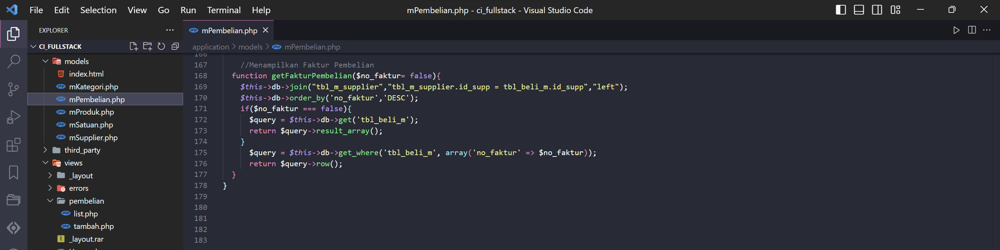 File Edit Selection View Go Run Terminal Help mPembelian.php - ci_fullstack - Visual Studio Code
EXPLORER
CI_FULLSTACK
models
index.html
mKategori.php
mPembelian.php
mProduk.php
mSatuan.php
mSupplier.php
third_party
views
_layout
errors
pembelian
list.php
tambah.php
_layout.rar
php mPembelian.php
application > models > php mPembelian.php
166
167 //Menampilkan Faktur Pembelian
168 function getFakturPembelian($no_faktur= false){
169 $this->db->join("tbl_m_supplier","tbl_m_supplier.id_supp = tbl_beli_m.id_supp","left");
170 $this->db->order_by('no_faktur','DESC');
171 if($no_faktur === false){
172 $query = $this->db->get('tbl_beli_m');
173 return $query->result_array();
174 }
175 $query = $this->db->get_where('tbl_beli_m', array('no_faktur' => $no_faktur));
176 return $query->row();
177 }
178 }
179
180
181
182
183